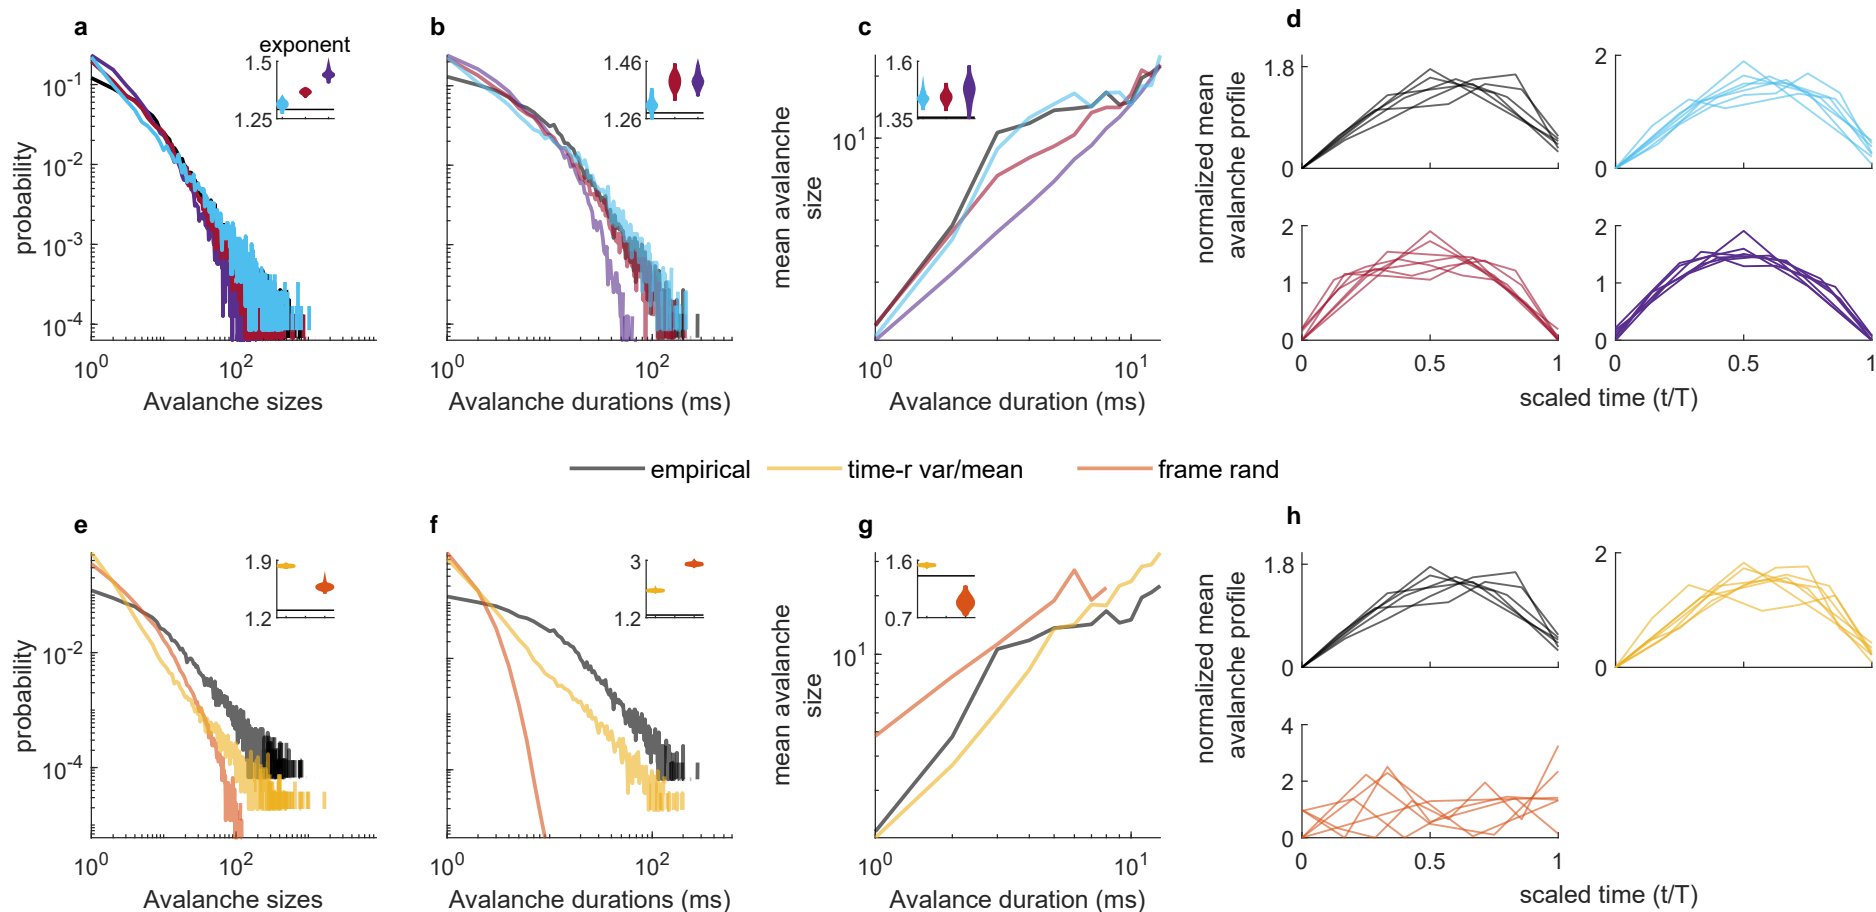 a
exponent
1.5
1.25
10^-1
10^-2
10^-3
10^-4
probability
10^0
10^2
Avalanche sizes
b
1.46
1.26
10^0
10^2
Avalanche durations (ms)
c
1.6
1.35
10^1
mean avalanche
size
10^0
10^1
Avalance duration (ms)
d
1.8
0
2
0
normalized mean
avalanche profile
2
1
0
0
0.5
1
2
1
0
0
0.5
1
scaled time (t/T)
empirical
time-r var/mean
frame rand
e
1.9
1.2
10^-2
10^-4
probability
10^0
10^2
Avalanche sizes
f
3
1.2
10^0
10^2
Avalanche durations (ms)
g
1.6
0.7
10^1
mean avalanche
size
10^0
10^1
Avalance duration (ms)
h
1.8
0
2
0
normalized mean
avalanche profile
4
2
0
0
0.5
1
scaled time (t/T)